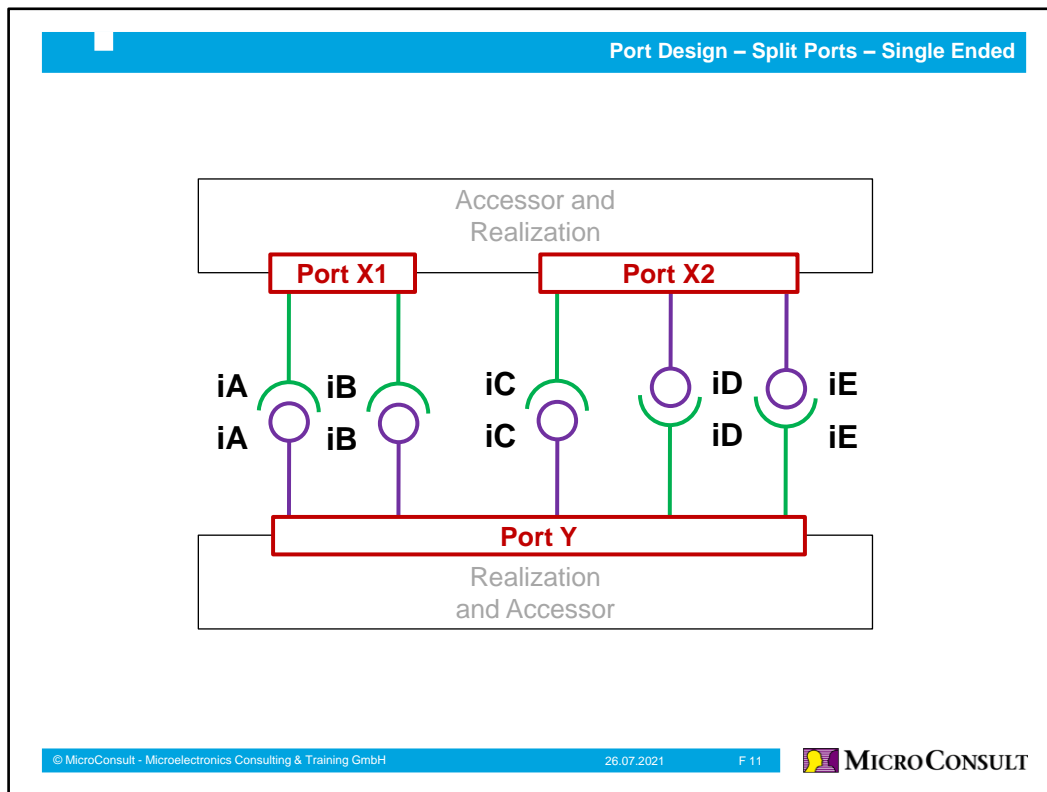 Port Design – Split Ports – Single Ended
Accessor and
Realization
Port X1
Port X2
iA
iB
iC
iD
iE
iA
iB
iC
iD
iE
Port Y
Realization
and Accessor
© MicroConsult - Microelectronics Consulting & Training GmbH
26.07.2021
F 11
MICROCONSULT